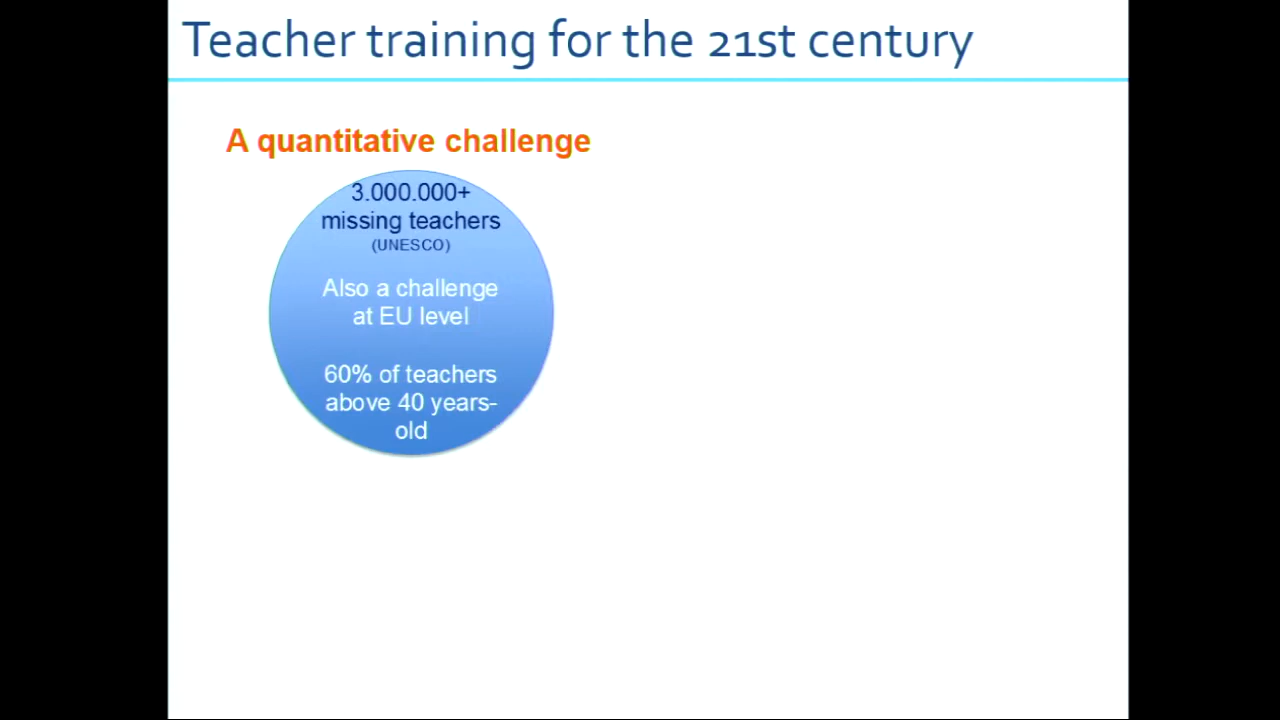 Teacher training for the 21st century
A quantitative challenge
3.000.000+
missing teachers
(UNESCO)
Also a challenge
at EU level
60% of teachers
above 40 years-
old